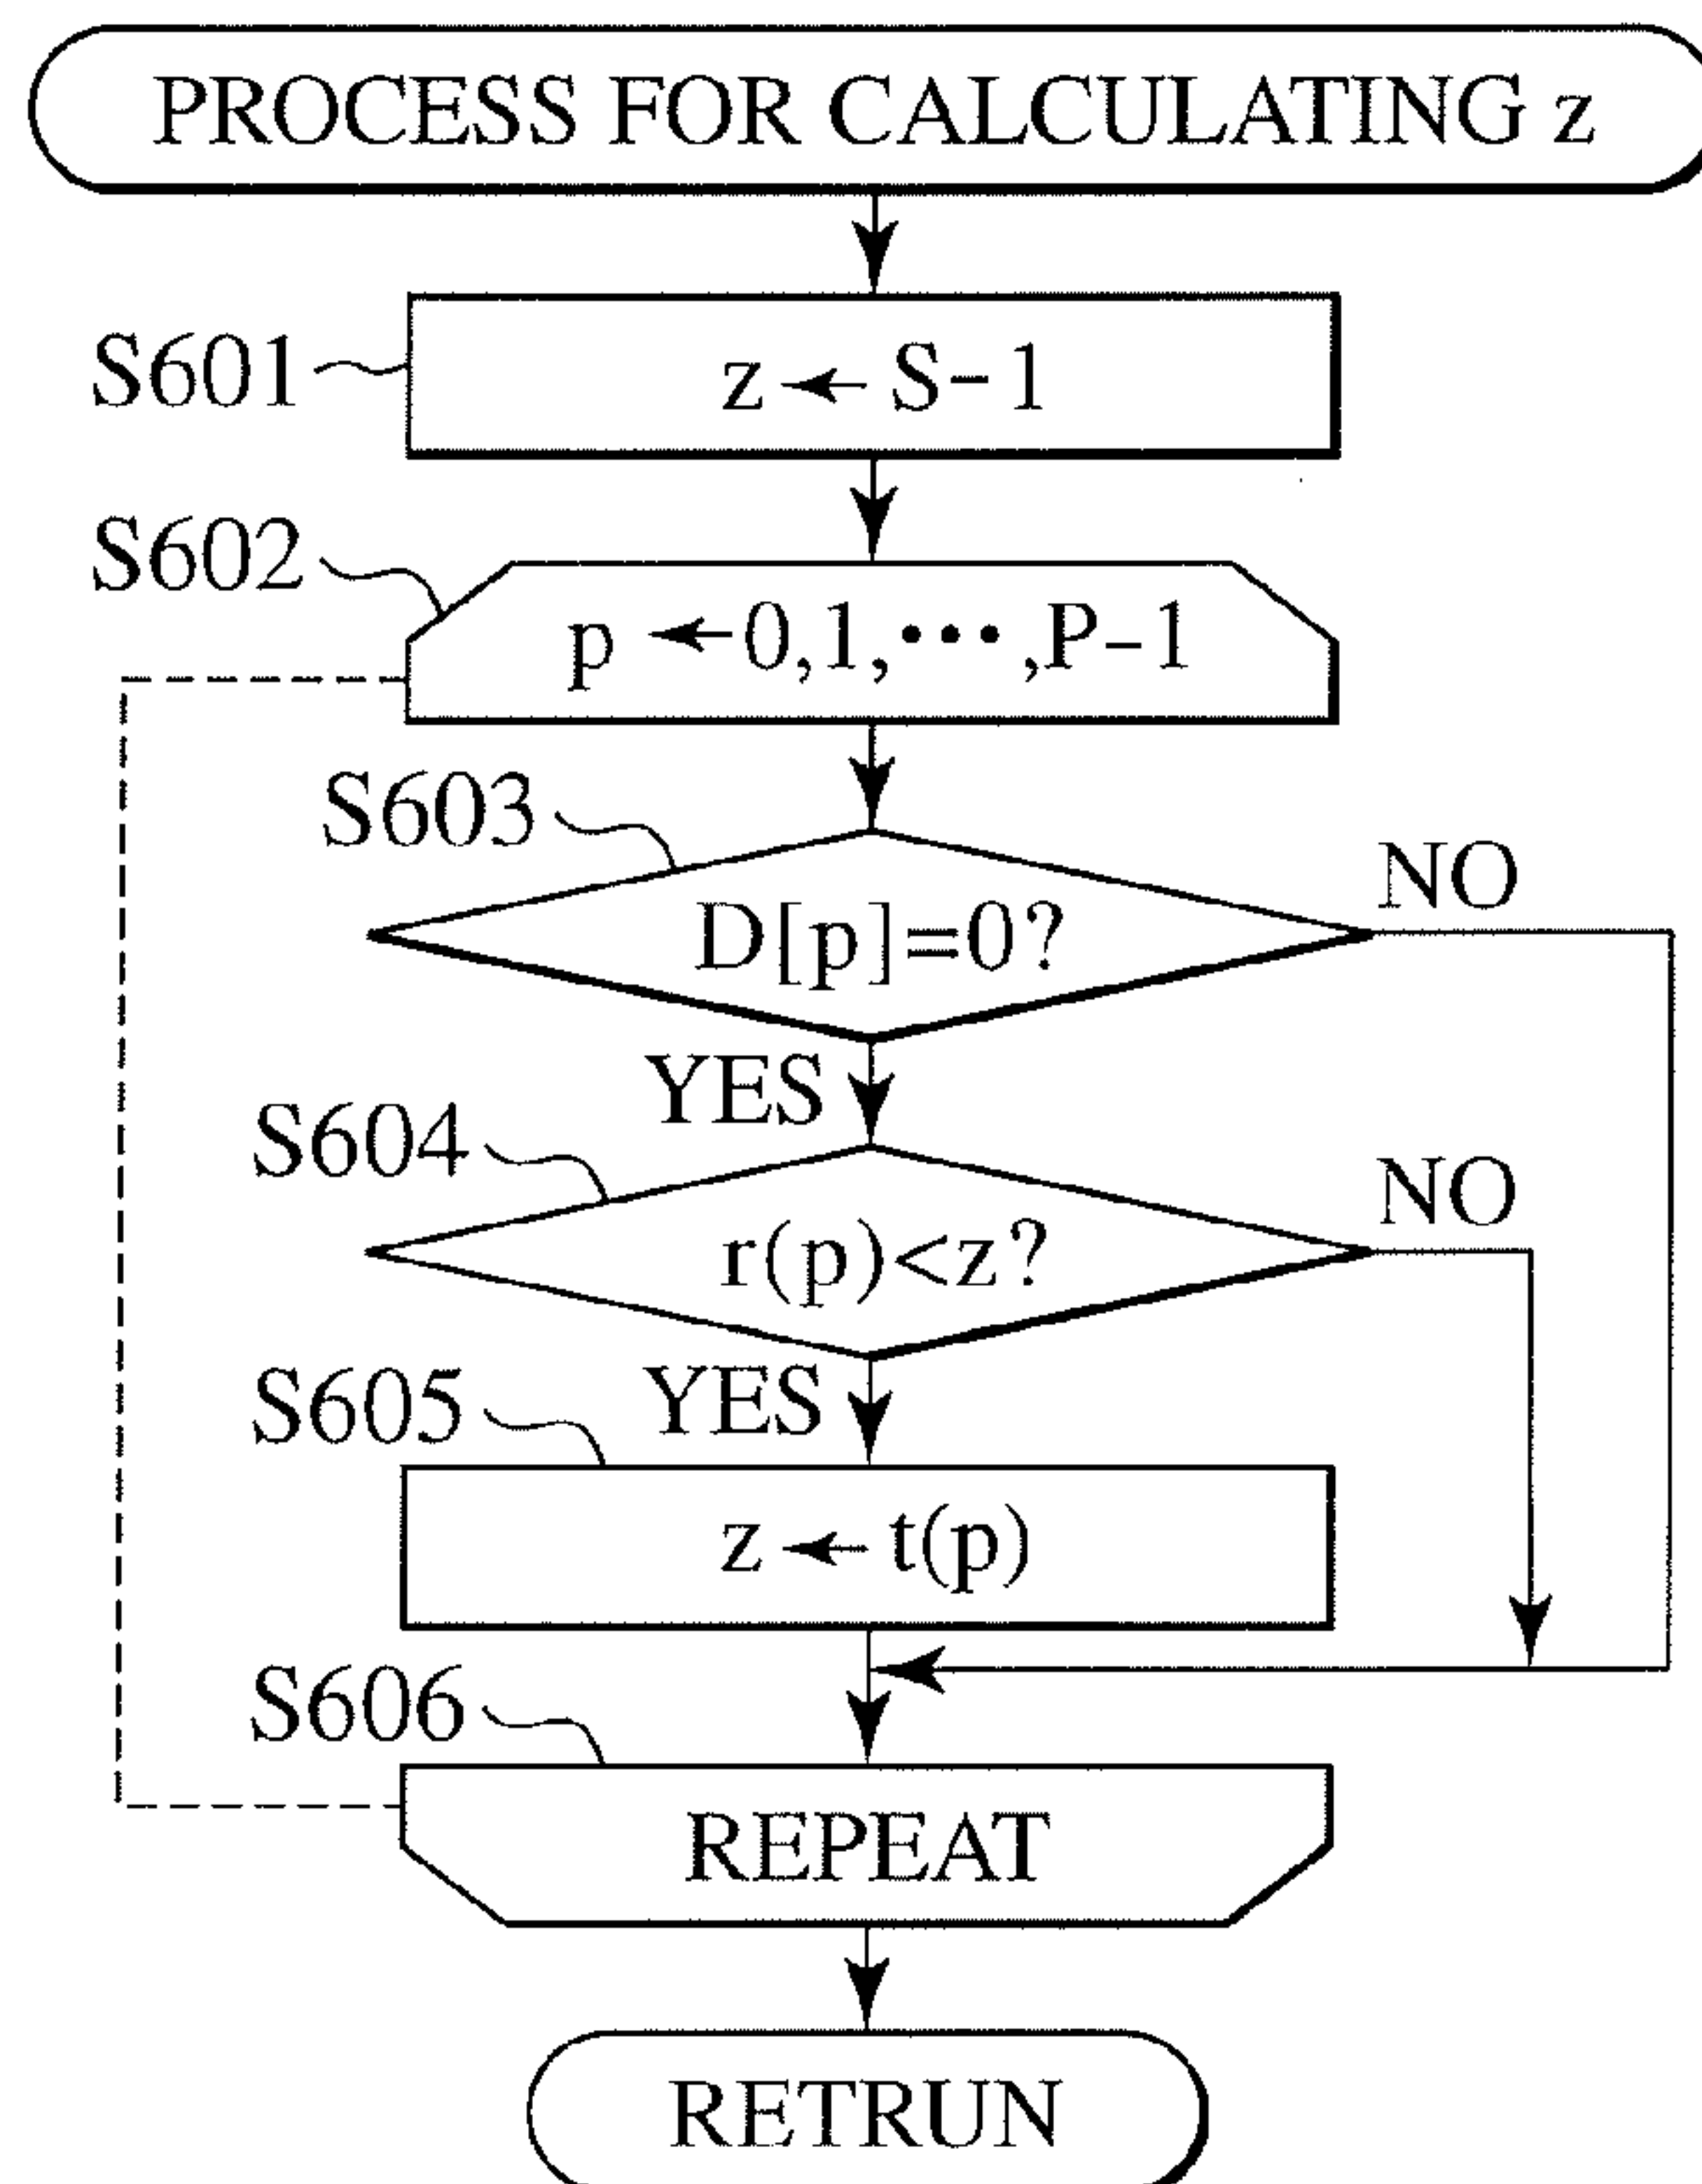 PROCESS FOR CALCULATING z
S601
z ← S-1
S602
p ←0,1,•••,P-1
S603
D[p]=0?
NO
YES
S604
r(p)<z?
NO
YES
S605
z ← t(p)
S606
REPEAT
RETRUN